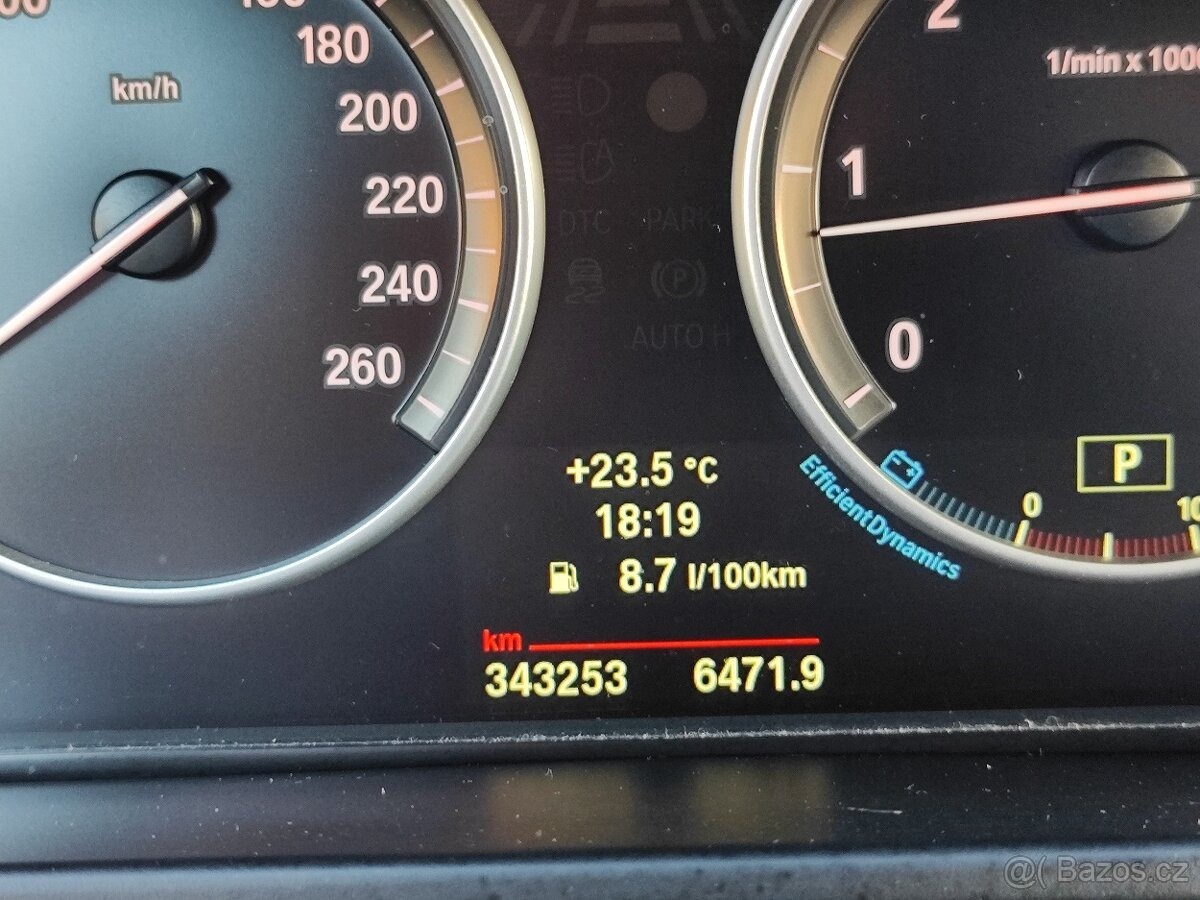 180
km/h
200
220
240
260
2
1/min x 1000
1
0
DTC
PARK
AUTO H
P
+23.5 °C
18:19
8.7 l/100km
km
343253 6471.9
EfficientDynamics
0
P
@( Bazos.cz